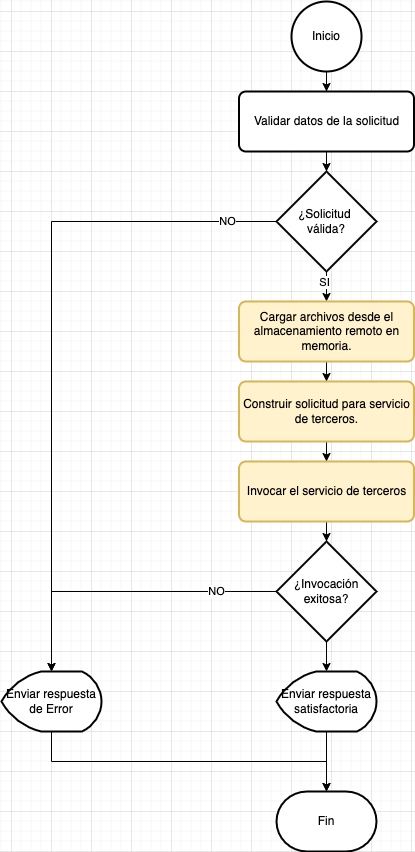 Inicio
Validar datos de la solicitud
¿Solicitud
válida?
NO
SI
Cargar archivos desde el
almacenamiento remoto en
memoria.
Construir solicitud para servicio
de terceros.
Invocar el servicio de terceros
¿Invocación
exitosa?
NO
Enviar respuesta
de Error
Enviar respuesta
satisfactoria
Fin